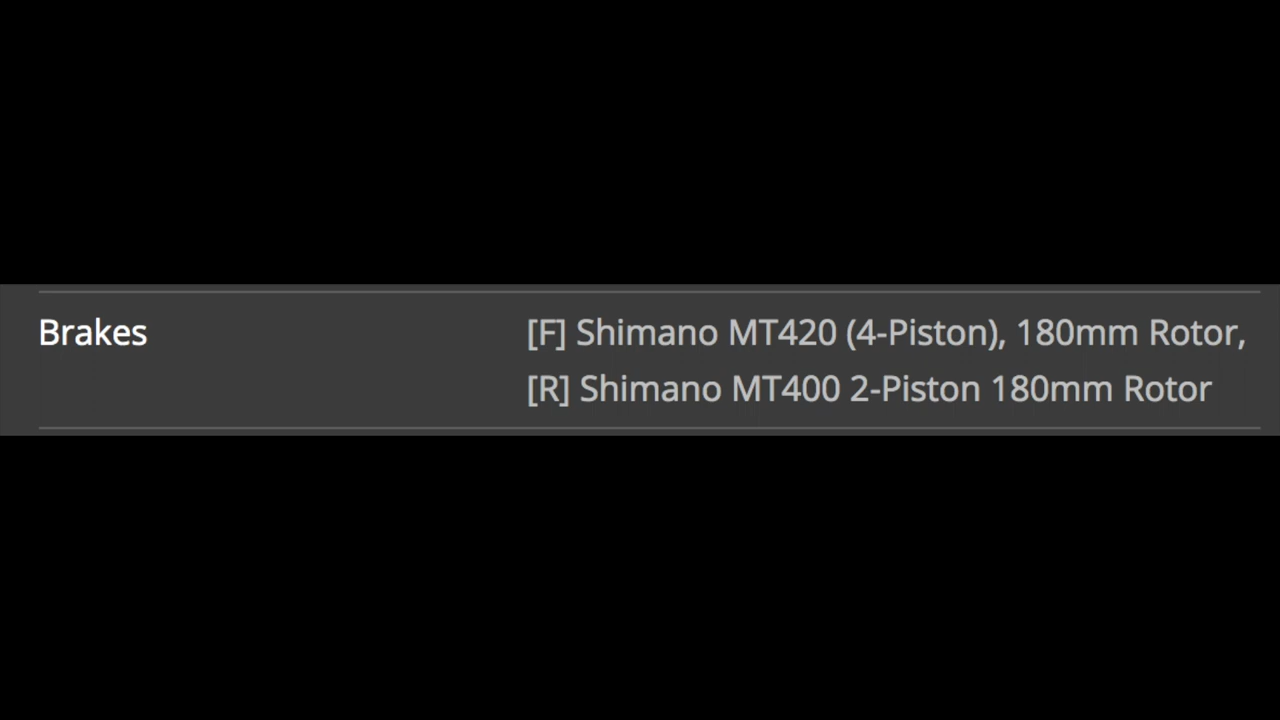 Brakes
[F] Shimano MT420 (4-Piston), 180mm Rotor,
[R] Shimano MT400 2-Piston 180mm Rotor